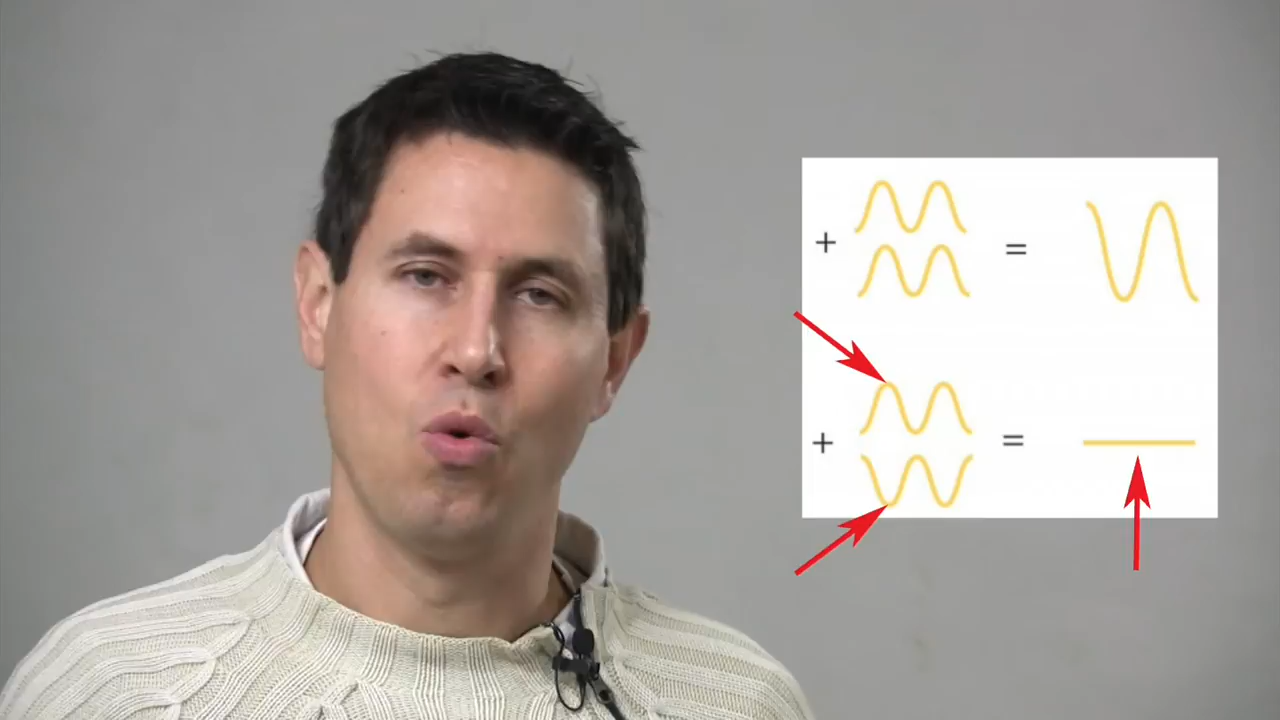 + =
+ =